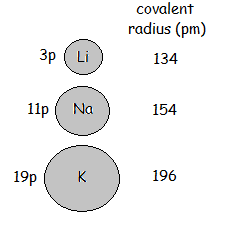 covalent
radius (pm)
3p Li 134
11p Na 154
19p K 196